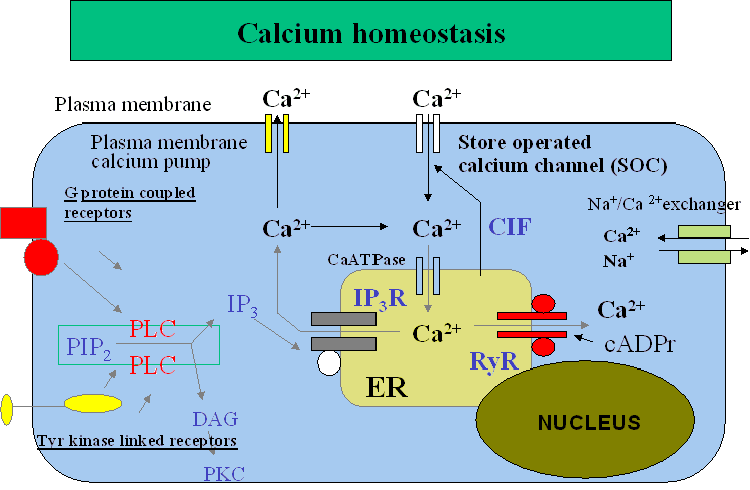 Calcium homeostasis
Ca²⁺
Ca²⁺
Plasma membrane
Plasma membrane
calcium pump
Store operated
calcium channel (SOC)
G protein coupled
receptors
Na⁺/Ca ²⁺exchanger
Ca²⁺
Ca²⁺
CIF
Ca²⁺
Na⁺
CaATPase
IP₃
IP₃R
Ca²⁺
PLC
Ca²⁺
PIP₂
cADPr
PLC
RyR
ER
DAG
NUCLEUS
Tyr kinase linked receptors
PKC